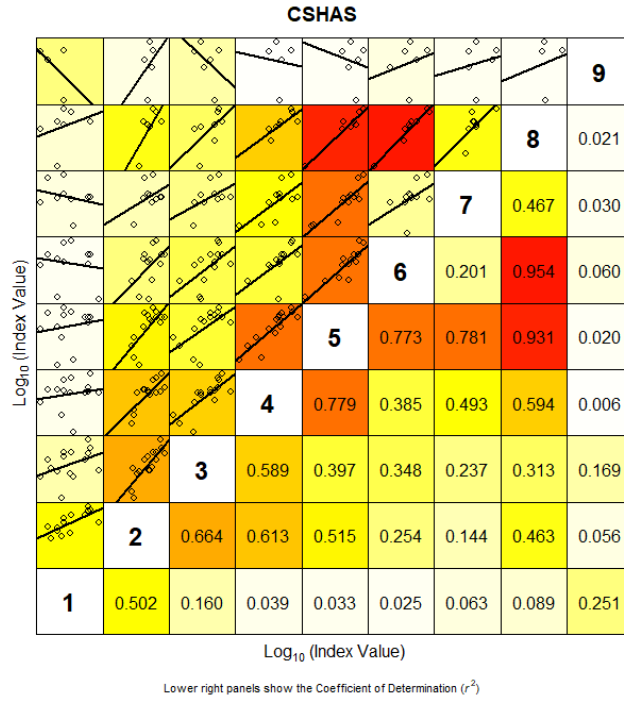 CSHAS
9
8 0.021
7 0.467 0.030
6 0.201 0.954 0.060
5 0.773 0.781 0.931 0.020
4 0.779 0.385 0.493 0.594 0.006
3 0.589 0.397 0.348 0.237 0.313 0.169
2 0.664 0.613 0.515 0.254 0.144 0.463 0.056
1 0.502 0.160 0.039 0.033 0.025 0.063 0.089 0.251
Log₁₀ (Index Value)
Log₁₀ (Index Value)
Lower right panels show the Coefficient of Determination (r²)